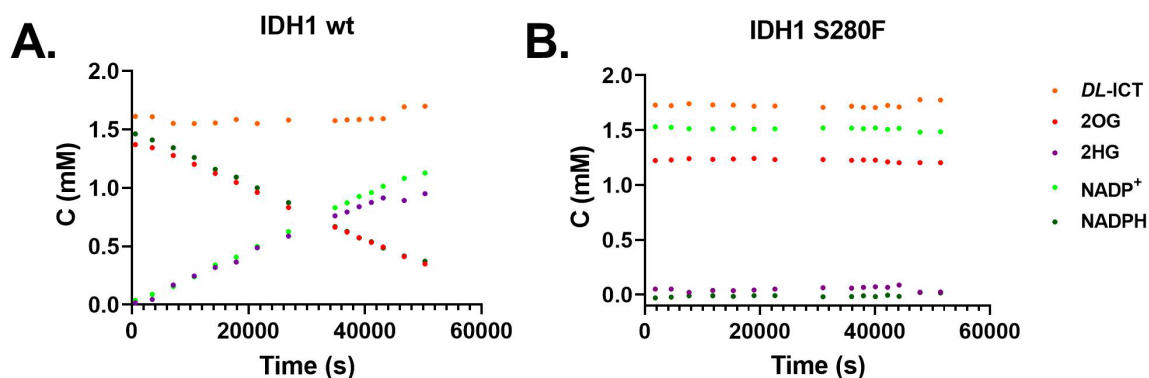 A.
IDH1 wt
C (mM)
2.0
1.5
1.0
0.5
0.0
0
20000
40000
60000
Time (s)
B.
IDH1 S280F
C (mM)
2.0
1.5
1.0
0.5
0.0
0
20000
40000
60000
Time (s)
DL-ICT
2OG
2HG
NADP⁺
NADPH